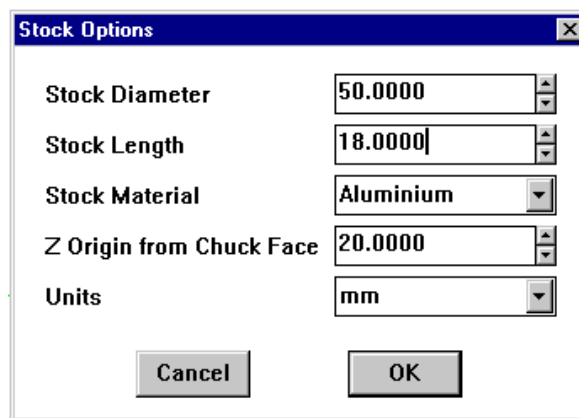 Stock Options
Stock Diameter 50.0000
Stock Length 18.0000
Stock Material Aluminium
Z Origin from Chuck Face 20.0000
Units mm
Cancel OK